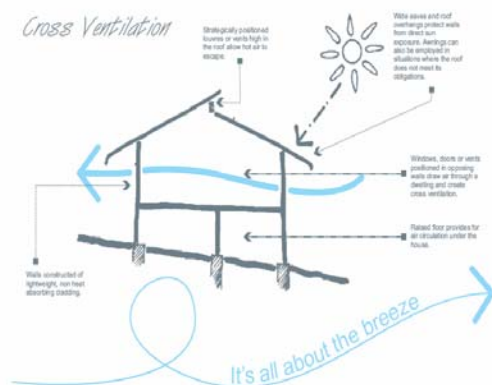 Cross Ventilation
Strategically positioned
louvres or vents high in
the roof allow hot air to
escape.
Wide eaves and roof
overhangs protect walls
from direct sun
exposure. Awnings can
also be employed in
situations where the roof
does not meet its
obligations.
Windows, doors or vents
positioned in opposing
walls draw air through a
dwelling and create
cross ventilation.
Raised floor provides for
air circulation under the
house.
Walls constructed of
lightweight, non heat
absorbing cladding.
It's all about the breeze